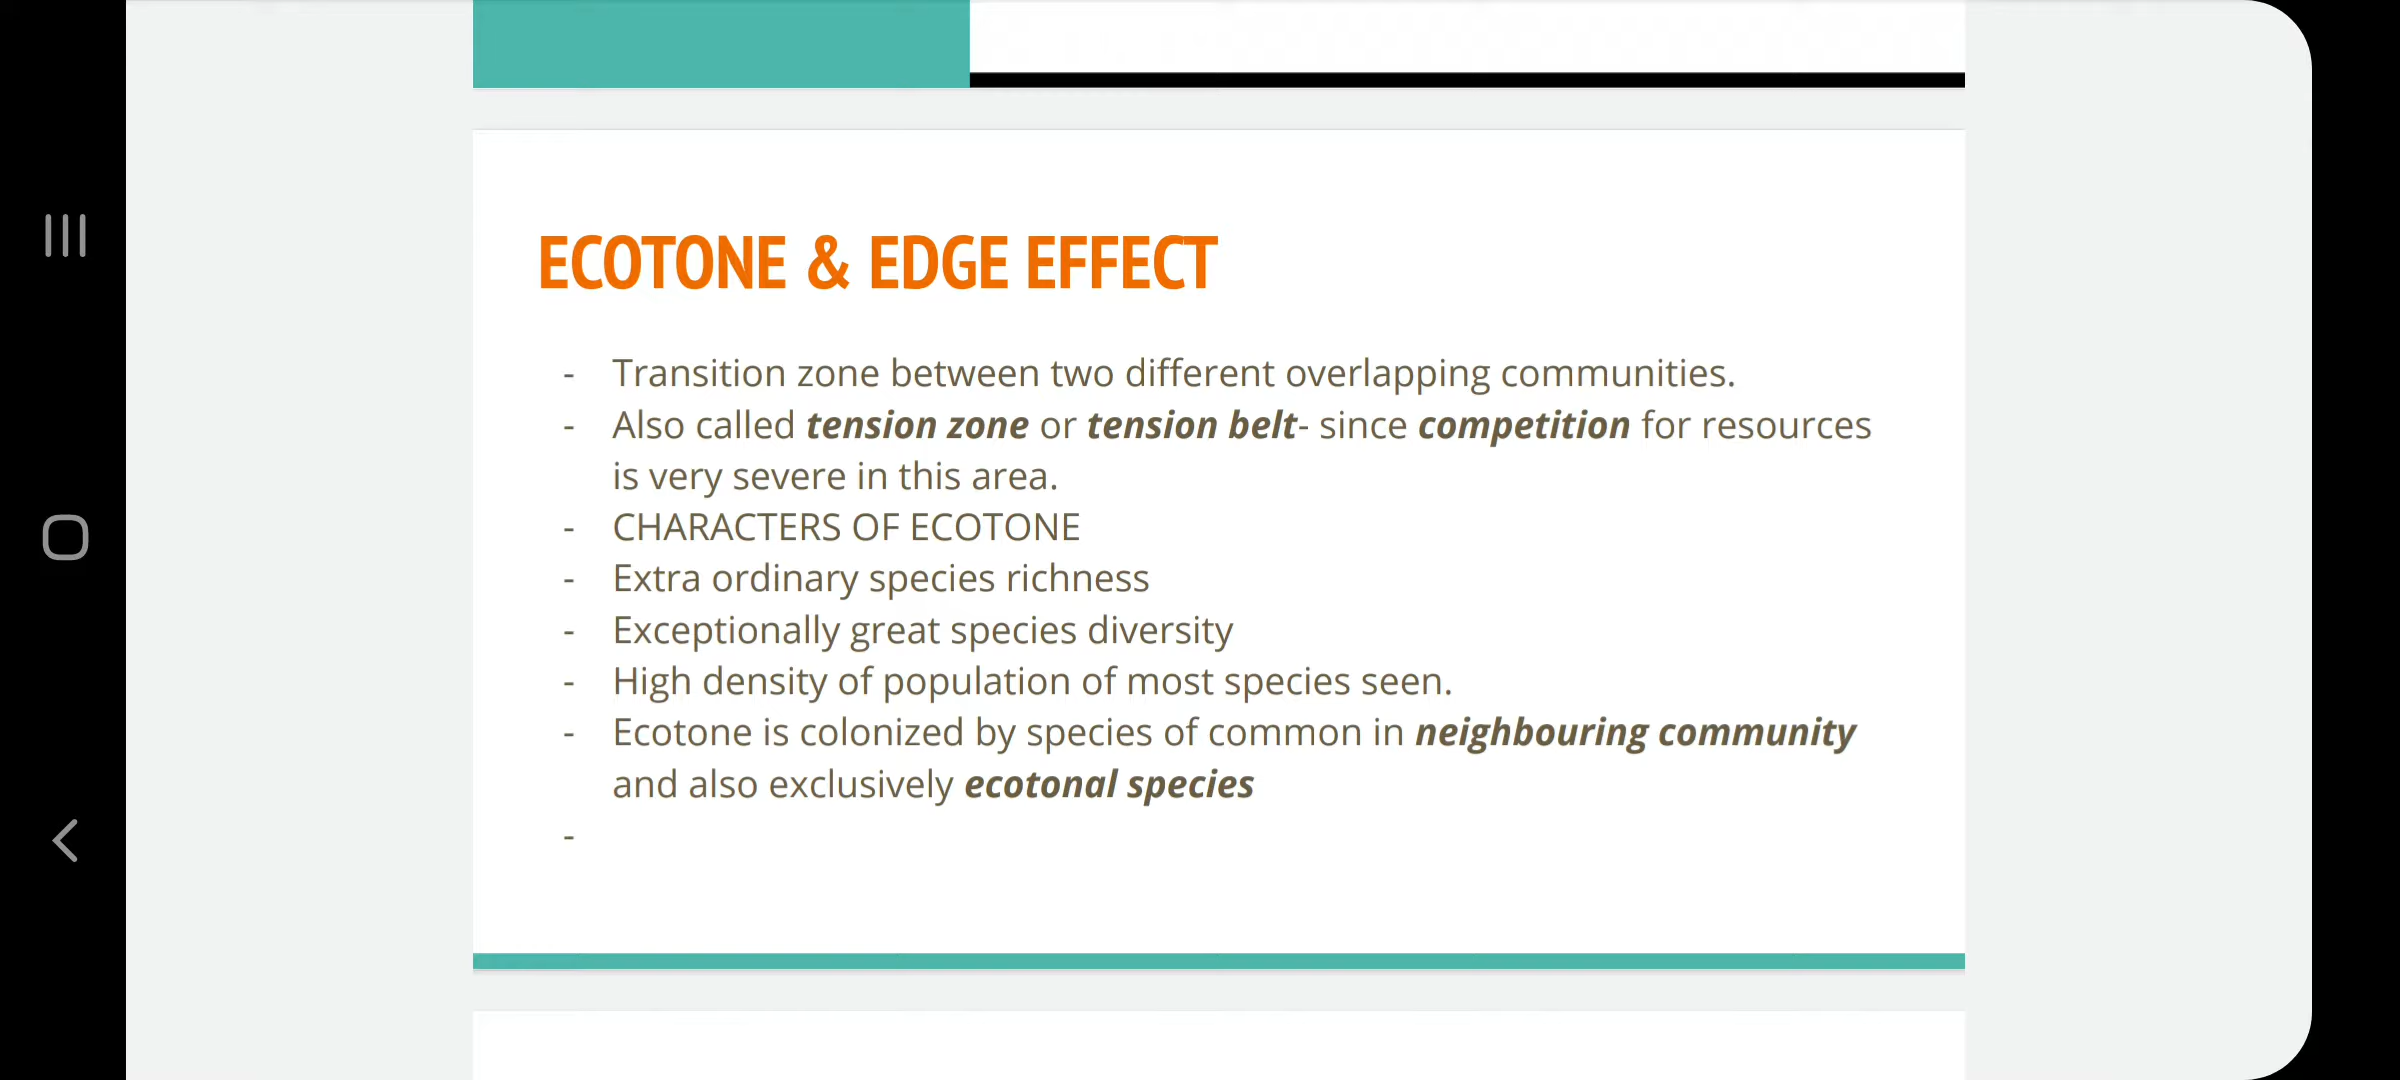 ECOTONE & EDGE EFFECT
- Transition zone between two different overlapping communities.
- Also called tension zone or tension belt- since competition for resources
is very severe in this area.
- CHARACTERS OF ECOTONE
- Extra ordinary species richness
- Exceptionally great species diversity
- High density of population of most species seen.
- Ecotone is colonized by species of common in neighbouring community
and also exclusively ecotonal species
-